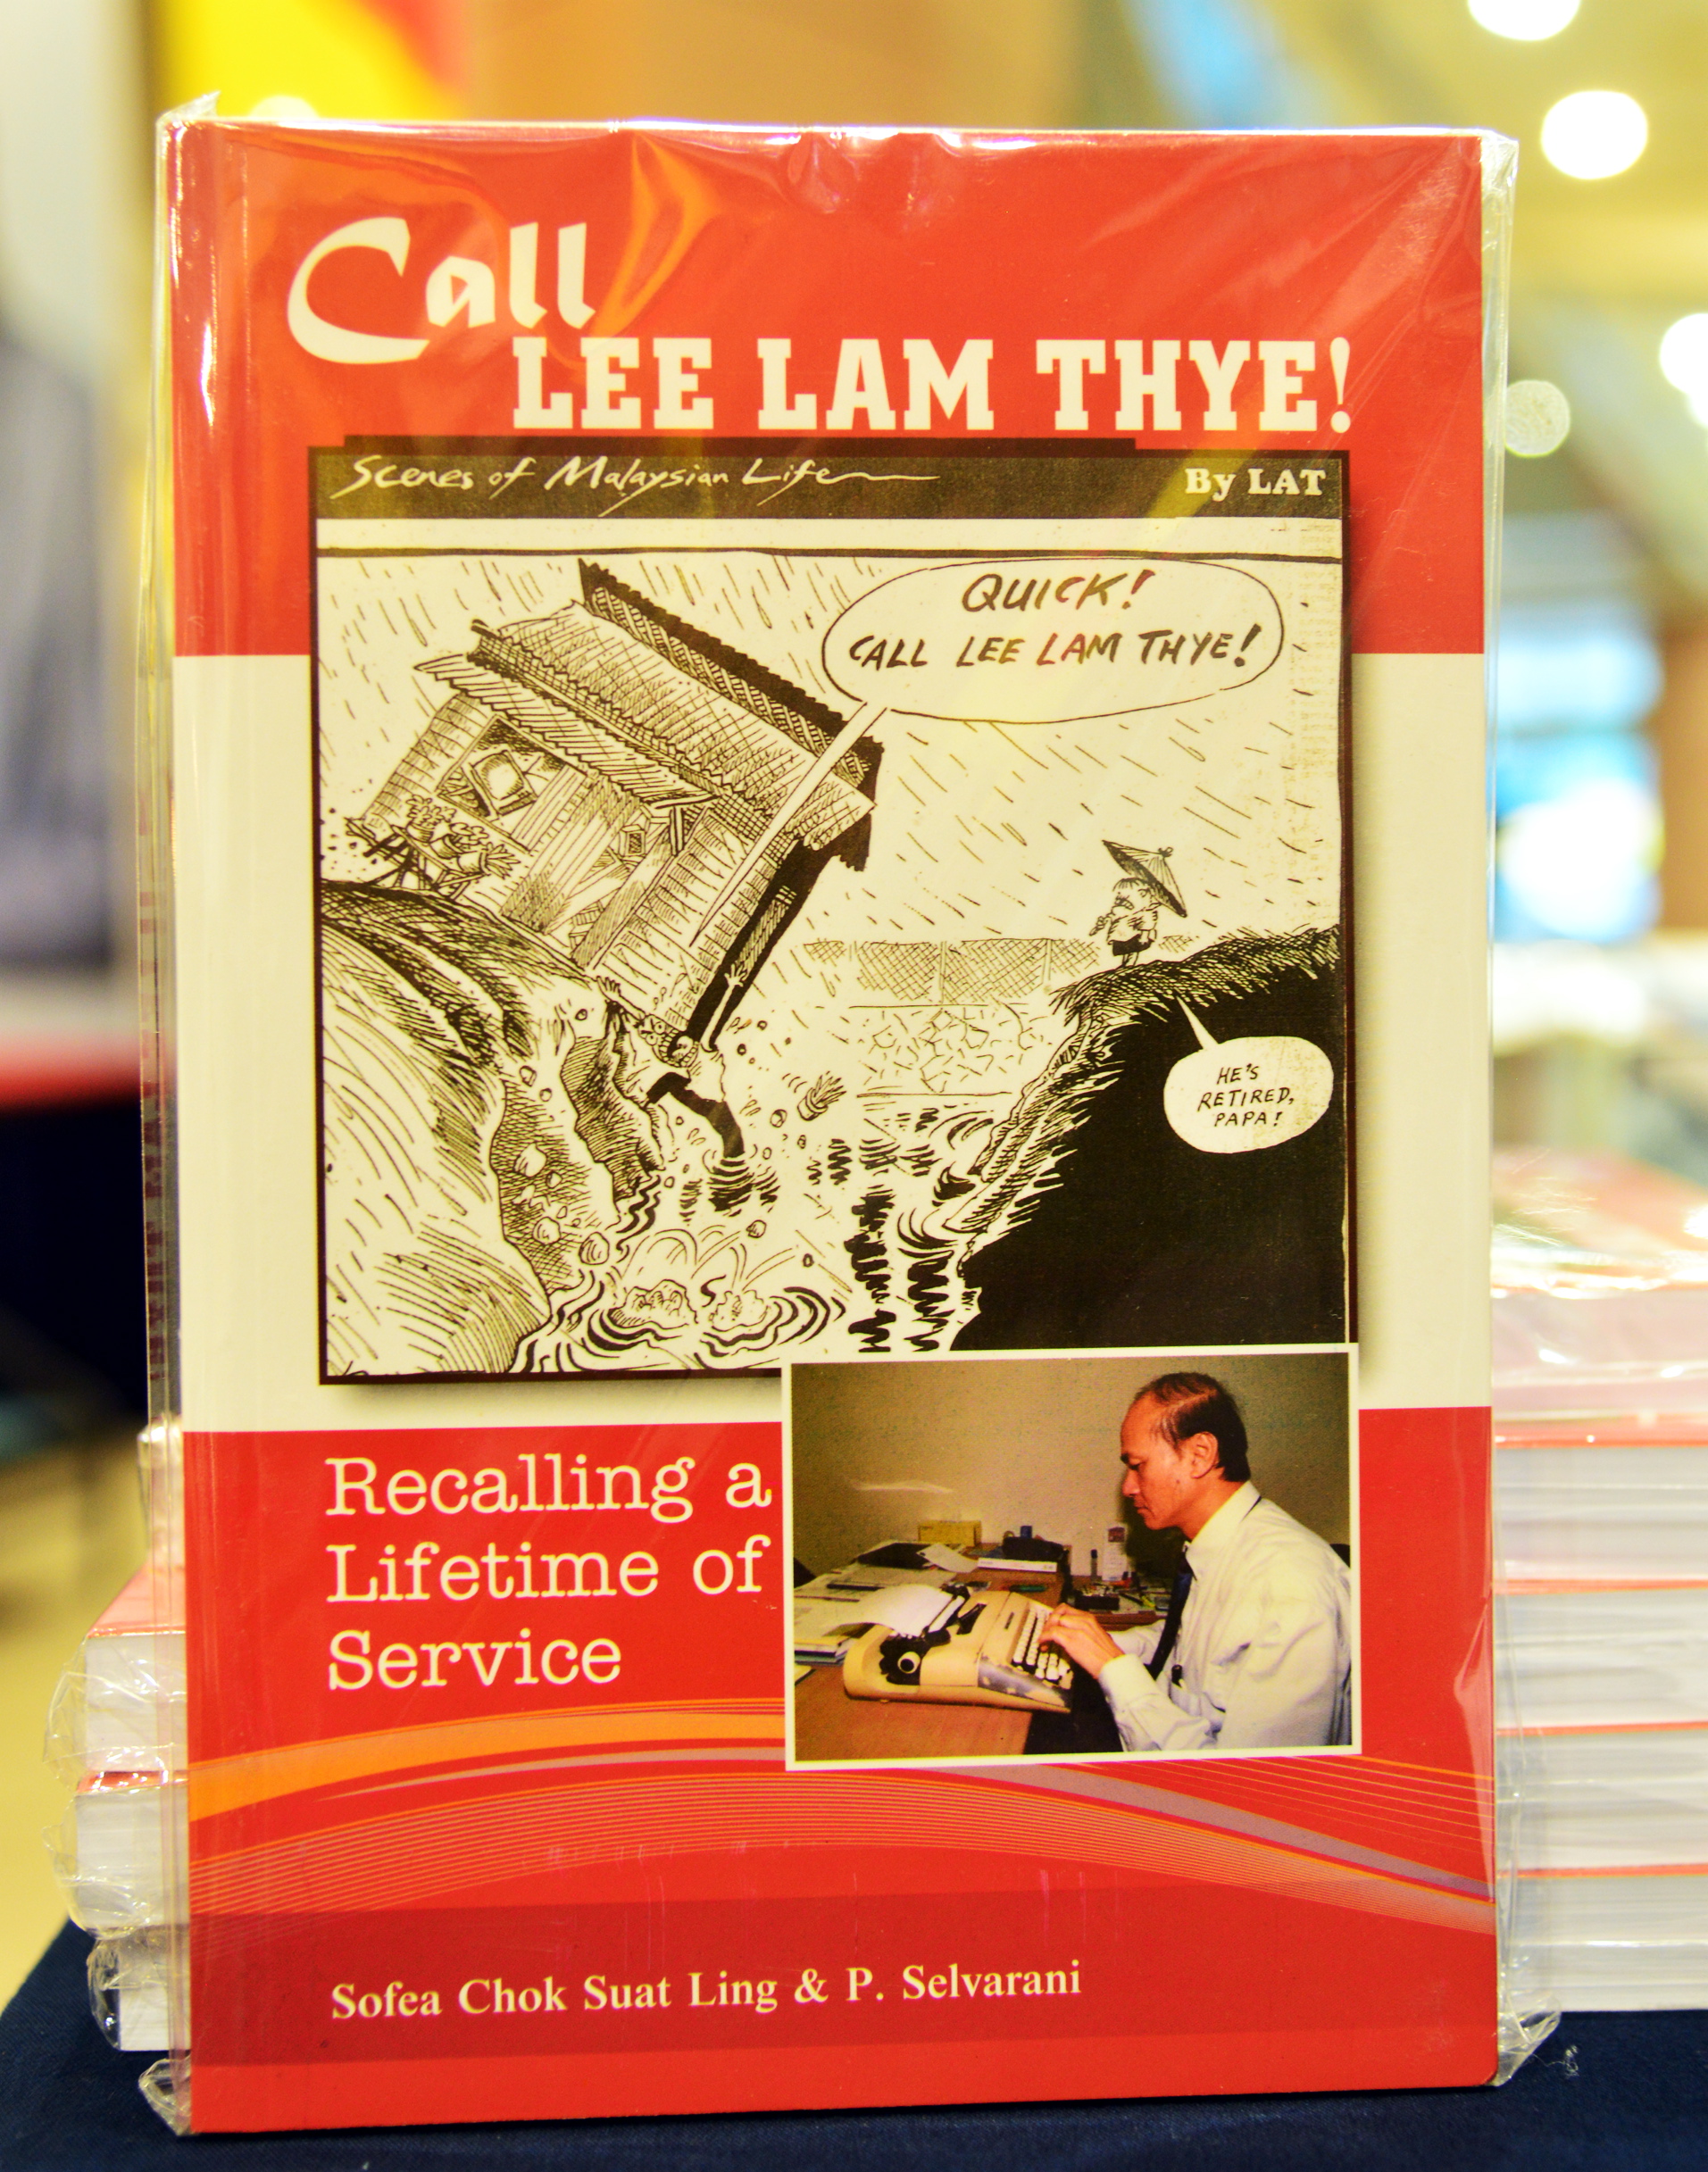 Call
LEE LAM THYE!
Scenes of Malaysian Life
By LAT
QUICK!
CALL LEE LAM THYE!
HE'S
RETIRED,
PAPA!
Recalling a
Lifetime of
Service
Sofea Chok Suat Ling & P. Selvarani